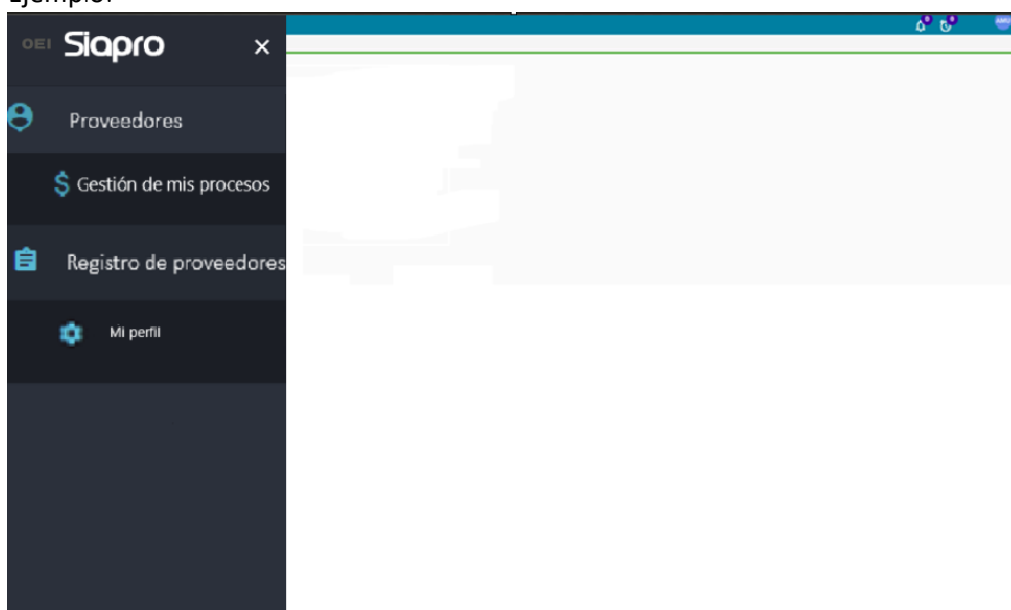 Ejemplo:
OEI Siapro ×
Proveedores
$ Gestión de mis procesos
Registro de proveedores
Mi perfil